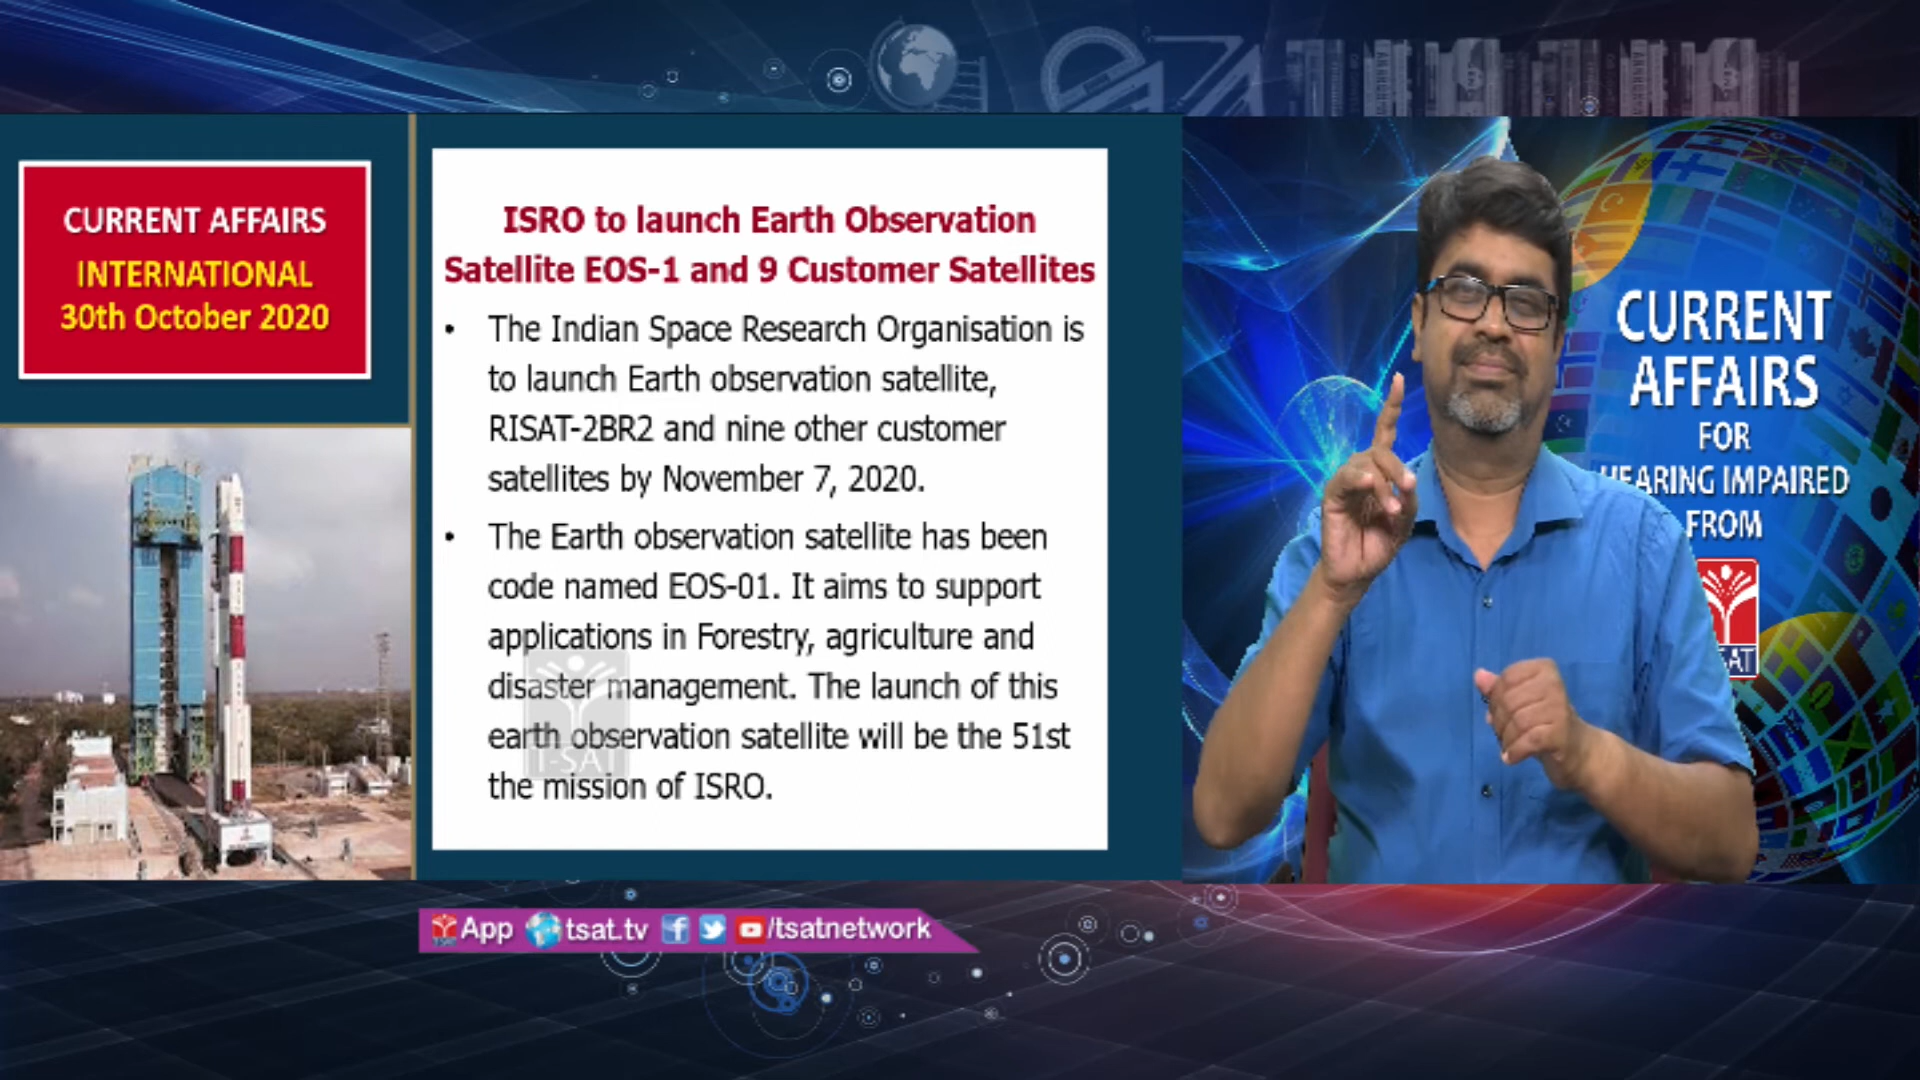 CURRENT AFFAIRS
INTERNATIONAL
30th October 2020
ISRO to launch Earth Observation
Satellite EOS-1 and 9 Customer Satellites
• The Indian Space Research Organisation is
to launch Earth observation satellite,
RISAT-2BR2 and nine other customer
satellites by November 7, 2020.
• The Earth observation satellite has been
code named EOS-01. It aims to support
applications in Forestry, agriculture and
disaster management. The launch of this
earth observation satellite will be the 51st
the mission of ISRO.
T-SAT
CURRENT
AFFAIRS
FOR
HEARING IMPAIRED
FROM
SAT
App tsat.tv /tsatnetwork